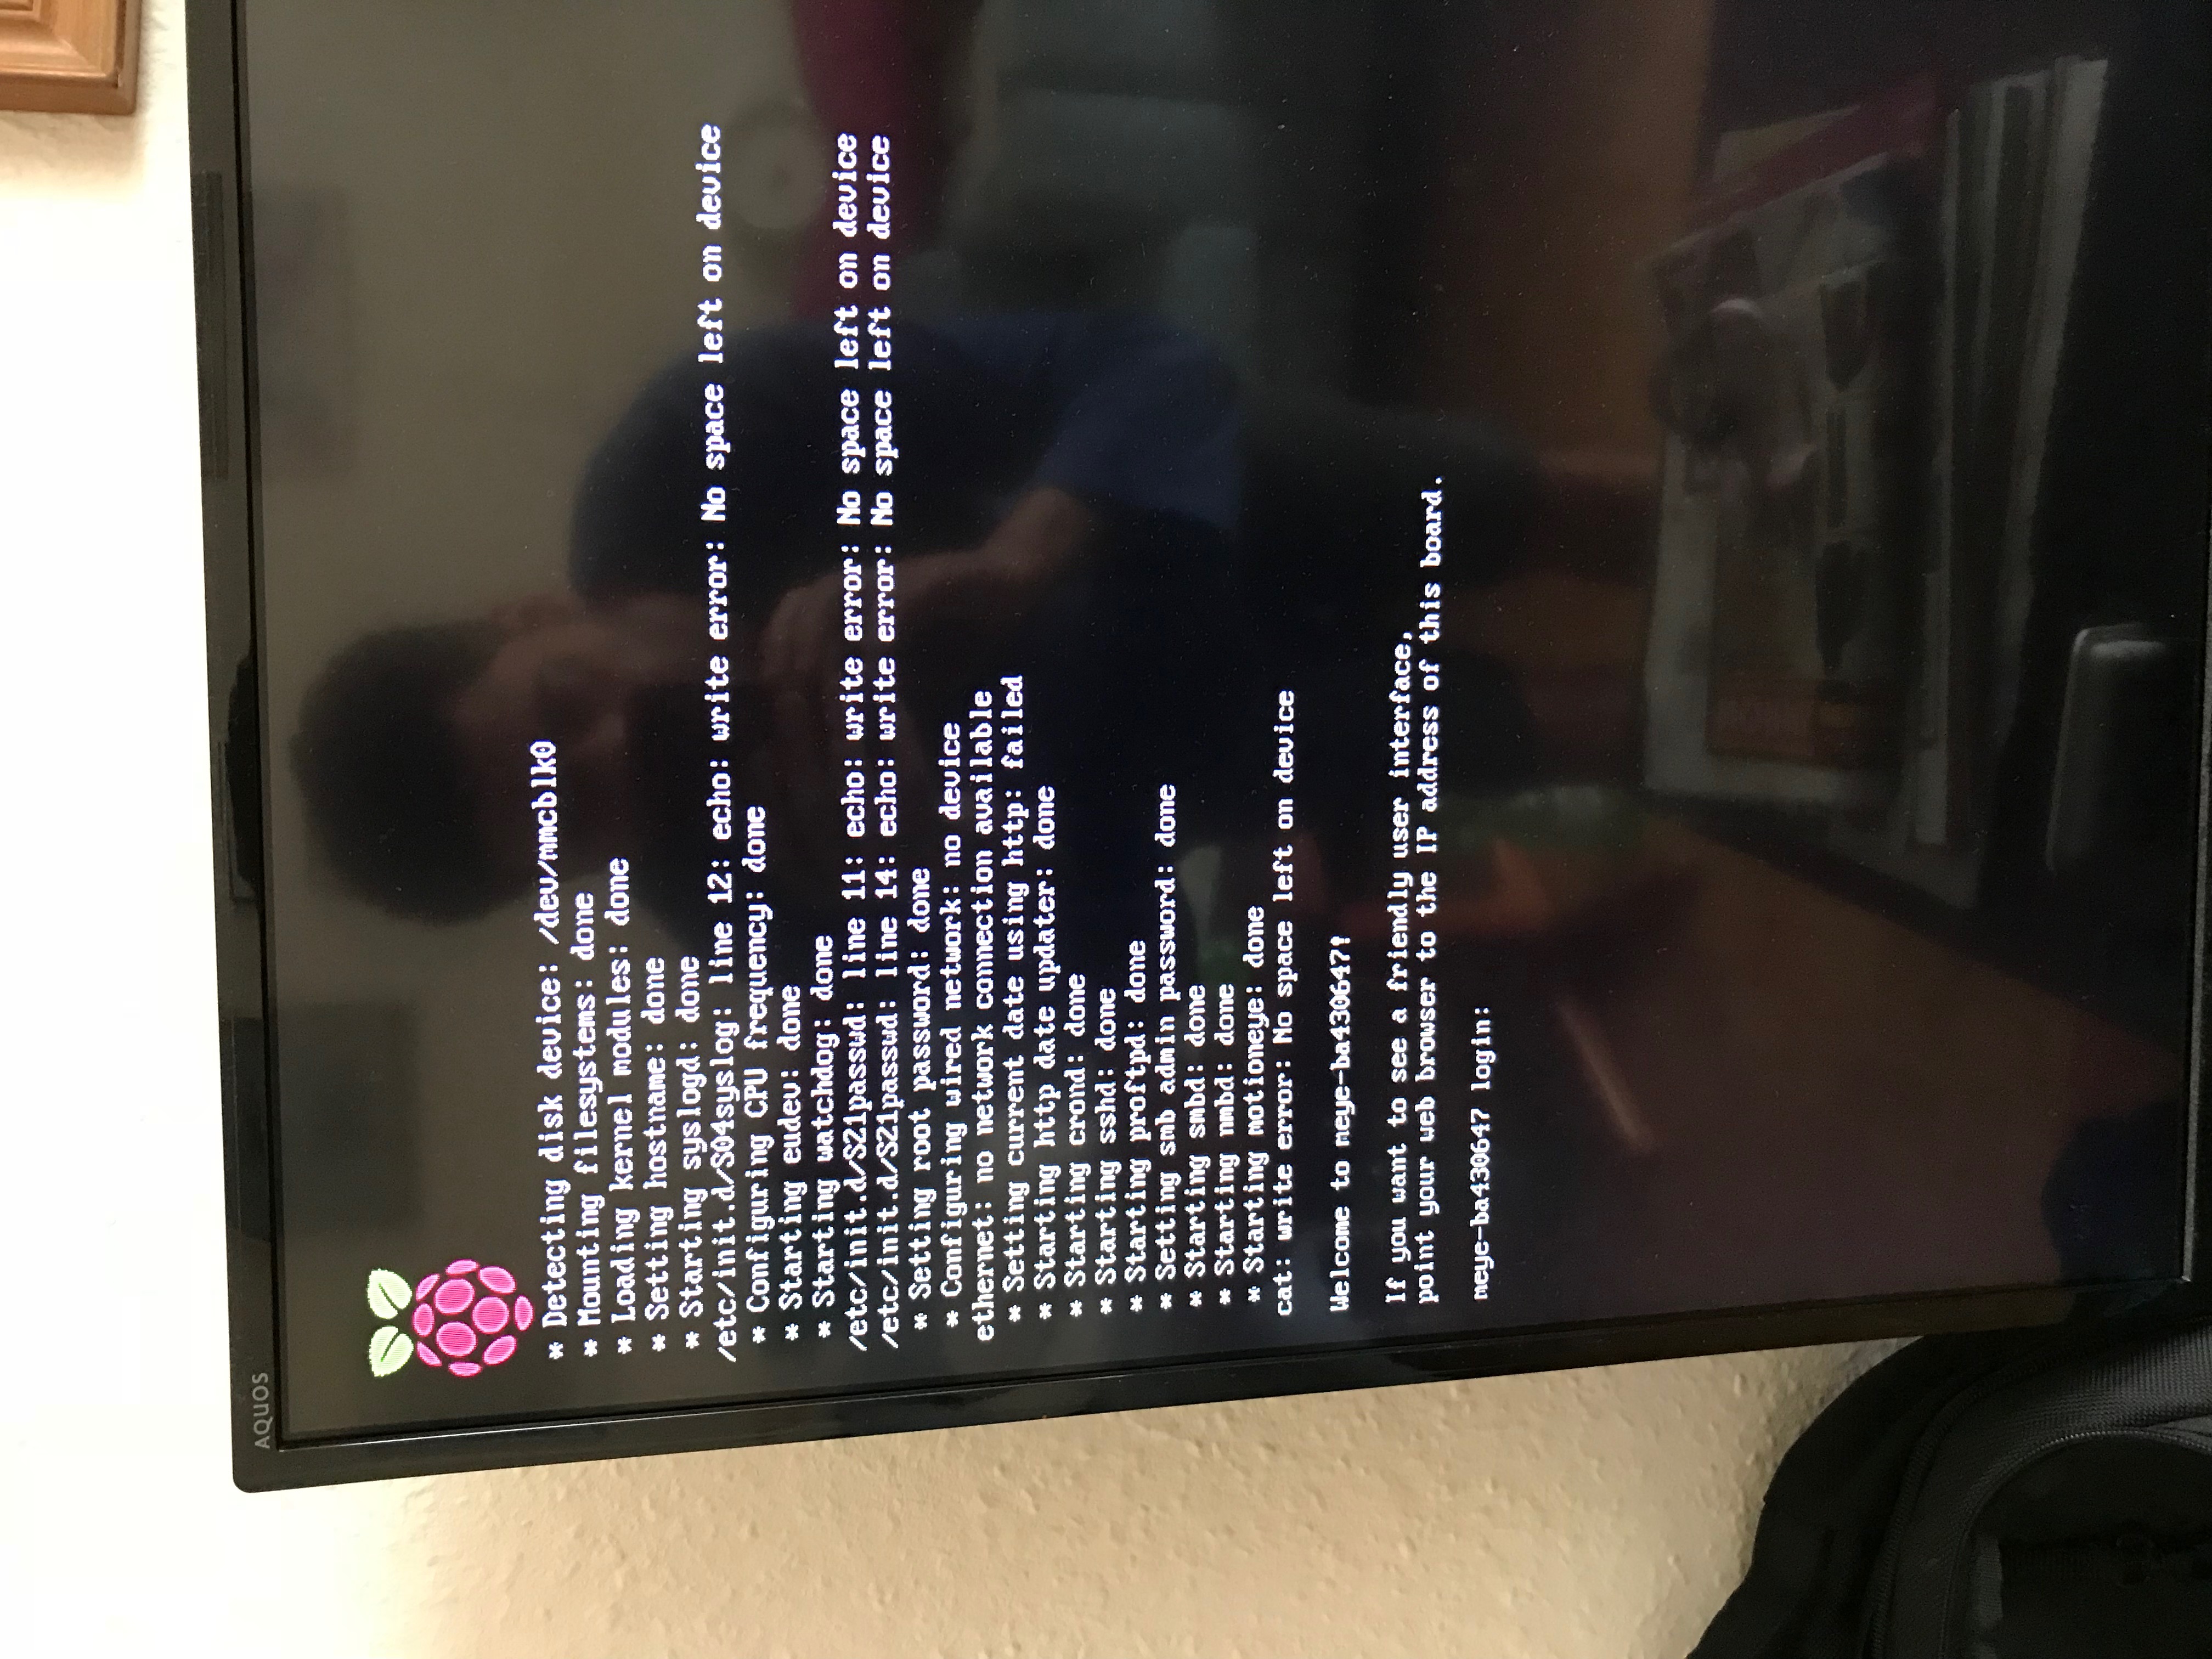 AQUOS
* Detecting disk device: /dev/mmcblk0
* Mounting filesystems: done
* Loading kernel modules: done
* Setting hostname: done
* Starting syslogd: done
/etc/init.d/S04syslog: line 12: echo: write error: No space left on device
* Configuring CPU frequency: done
* Starting eudev: done
* Starting watchdog: done
/etc/init.d/S21passwd: line 11: echo: write error: No space left on device
/etc/init.d/S21passwd: line 14: echo: write error: No space left on device
* Setting root password: done
* Configuring wired network: no device
ethernet: no network connection available
* Setting current date using http: failed
* Starting http date updater: done
* Starting crond: done
* Starting sshd: done
* Starting proftpd: done
* Setting smb admin password: done
* Starting smbd: done
* Starting nmbd: done
* Starting motioneye: done
cat: write error: No space left on device
Welcome to meye-ba430647!
If you want to see a friendly user interface,
point your web browser to the IP address of this board.
meye-ba430647 login: